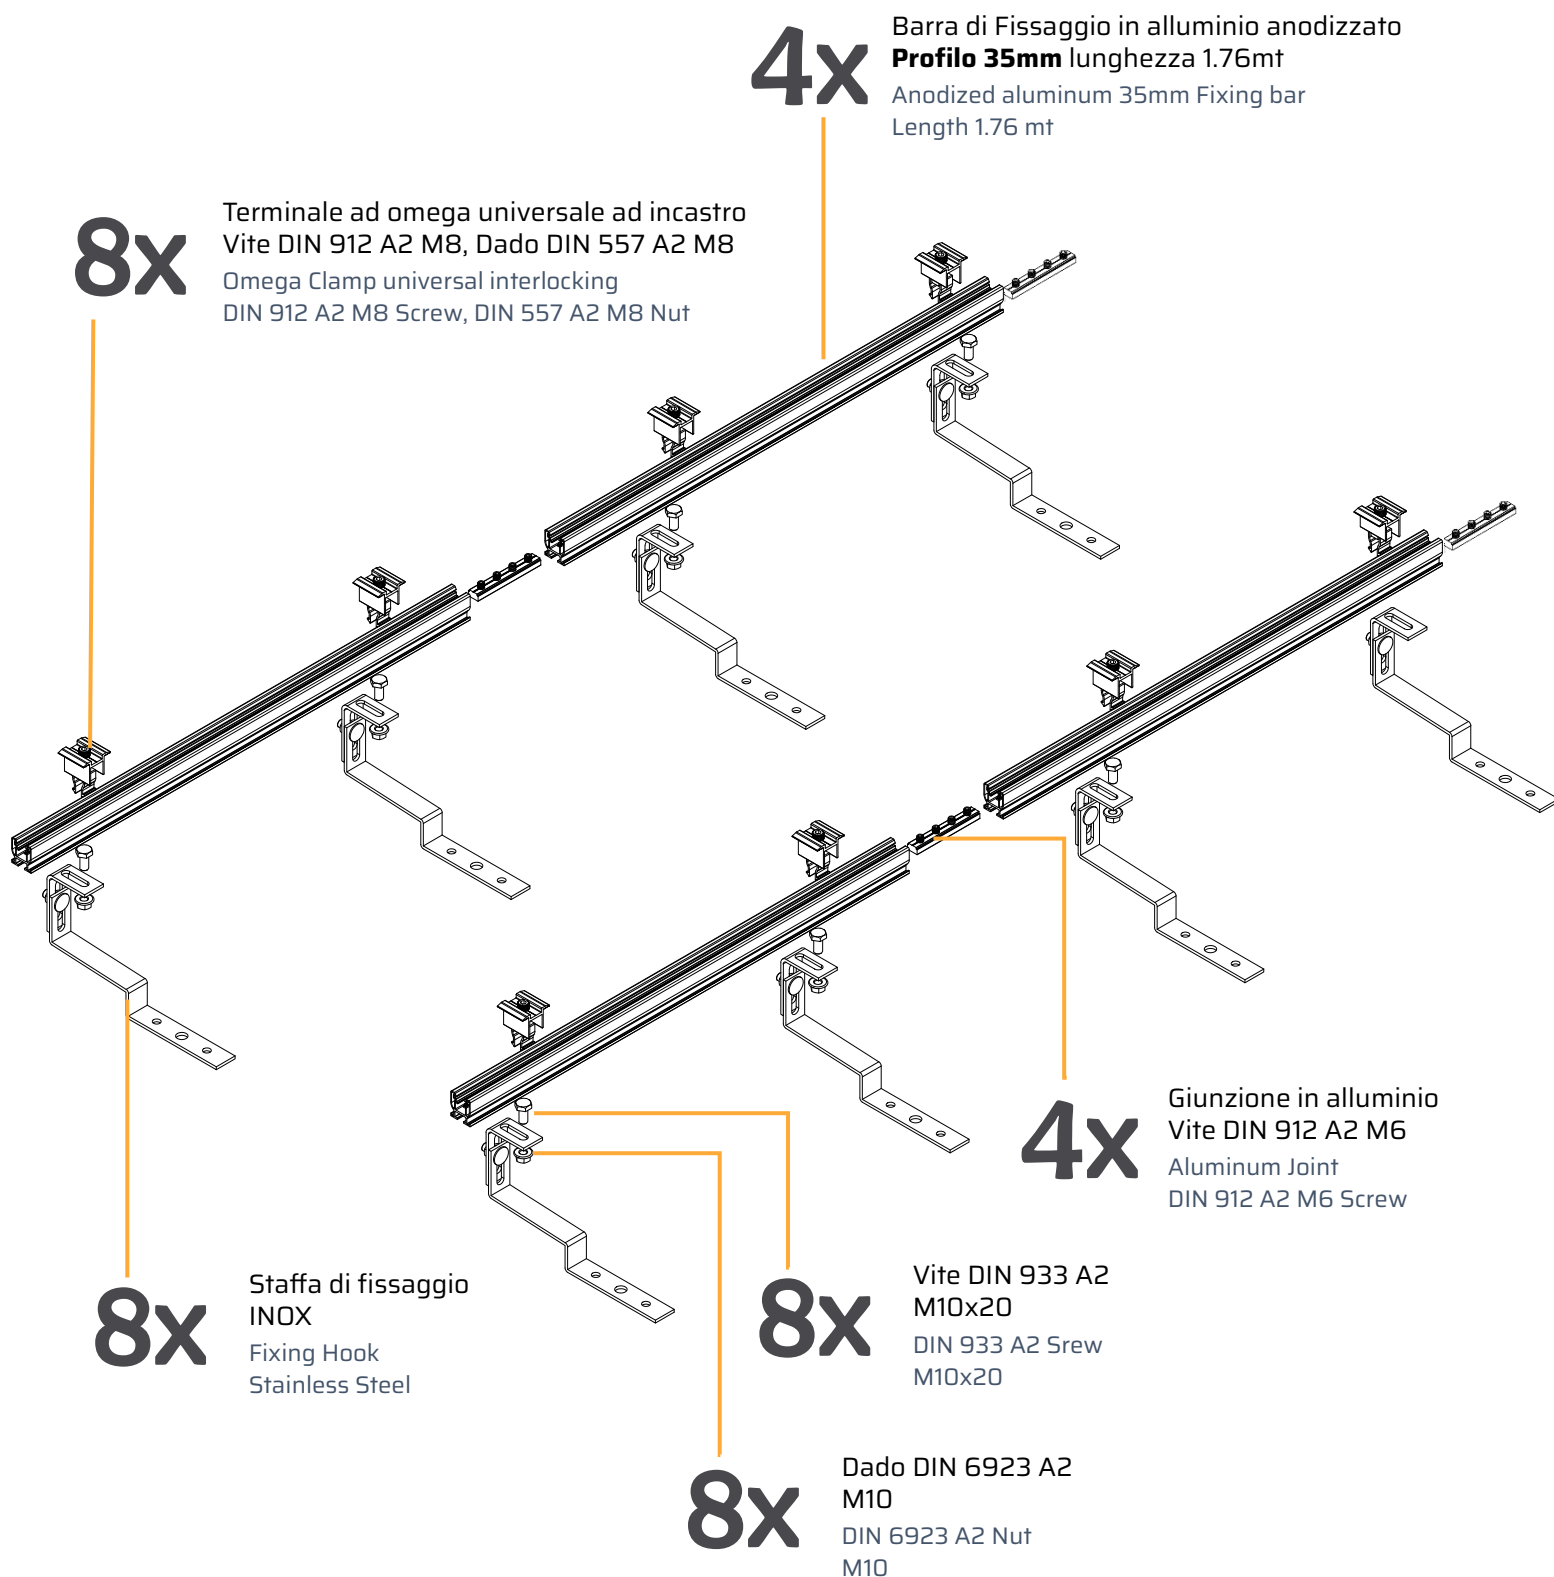 4x
Barra di Fissaggio in alluminio anodizzato
Profilo 35mm lunghezza 1.76mt
Anodized aluminum 35mm Fixing bar
Length 1.76 mt
8x
Terminale ad omega universale ad incastro
Vite DIN 912 A2 M8, Dado DIN 557 A2 M8
Omega Clamp universal interlocking
DIN 912 A2 M8 Screw, DIN 557 A2 M8 Nut
4x
Giunzione in alluminio
Vite DIN 912 A2 M6
Aluminum Joint
DIN 912 A2 M6 Screw
8x
Staffa di fissaggio
INOX
Fixing Hook
Stainless Steel
8x
Vite DIN 933 A2
M10x20
DIN 933 A2 Srew
M10x20
8x
Dado DIN 6923 A2
M10
DIN 6923 A2 Nut
M10